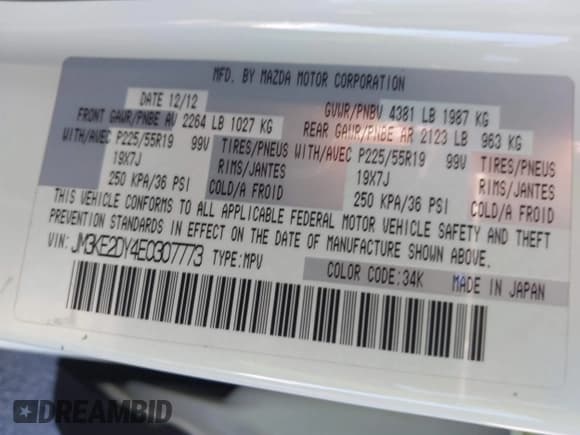 MFD. BY MAZDA MOTOR CORPORATION
DATE 12/12 GVWR/PNBV 4381 LB 1987 KG
FRONT GAWR/PNBE AV 2264 LB 1027 KG REAR GAWR/PNBE AR 2123 LB 963 KG
WITH/AVEC P225/55R19 99V TIRES/PNEUS WITH/AVEC P225/55R19 99V TIRES/PNEUS
19X7J RIMS/JANTES 19X7J RIMS/JANTES
250 KPA/36 PSI COLD/A FROID 250 KPA/36 PSI COLD/A FROID
THIS VEHICLE CONFORMS TO ALL APPLICABLE FEDERAL MOTOR VEHICLE SAFETY AND THEFT
PREVENTION STANDARDS IN EFFECT ON THE DATE OF MANUFACTURE SHOWN ABOVE.
VIN: JM3KE2DY4E0307773 TYPE:MPV
COLOR CODE:34K MADE IN JAPAN
DREAMBID